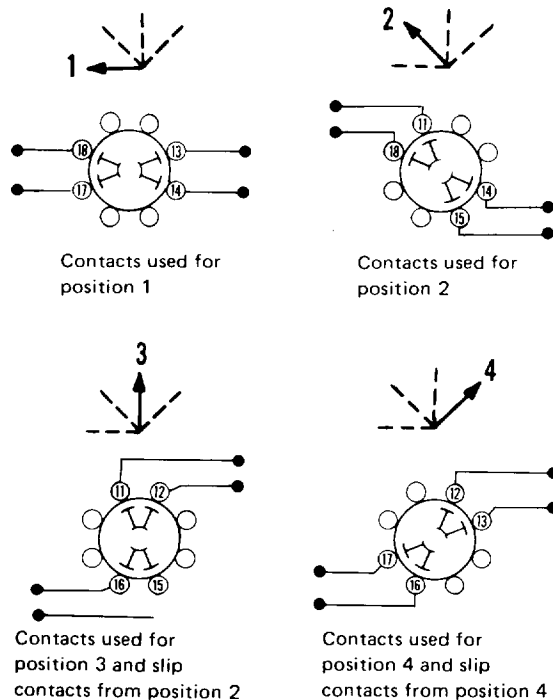 1
2
18
13
17
14
11
18
14
15
Contacts used for
position 1
Contacts used for
position 2
3
4
11
12
16
15
12
13
17
16
Contacts used for
position 3 and slip
contacts from position 2
Contacts used for
position 4 and slip
contacts from position 4